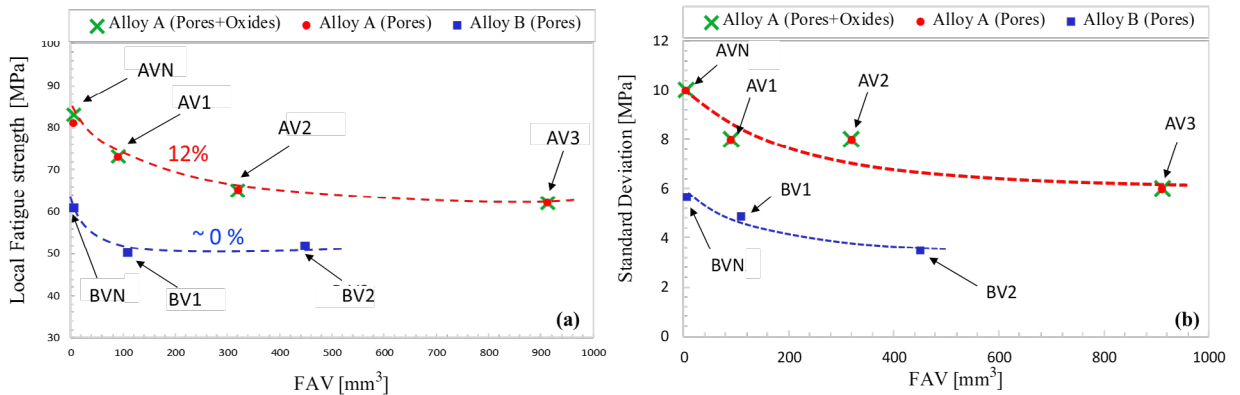 Alloy A (Pores+Oxides) Alloy A (Pores) Alloy B (Pores)
Local Fatigue strength [MPa]
100
90
80
70
60
50
40
30
AVN
AV1
AV2
AV3
12%
~ 0 %
BVN
BV1
BV2
(a)
0 100 200 300 400 500 600 700 800 900 1000
FAV [mm³]
Alloy A (Pores+Oxides) Alloy A (Pores) Alloy B (Pores)
Standard Deviation [MPa]
12
10
8
6
4
2
0
AVN
AV1
AV2
AV3
BV1
BVN
BV2
(b)
0 200 400 600 800 1000
FAV [mm³]